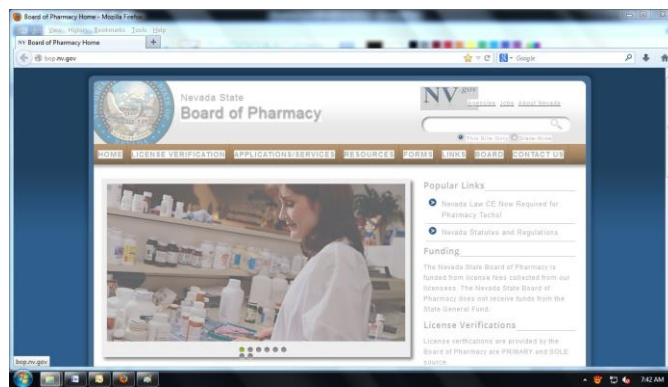 Board of Pharmacy Home - Mozilla Firefox
View History Bookmarks Tools Help
NV Board of Pharmacy Home
bop.nv.gov
Google
Nevada State
Board of Pharmacy
NV .gov
Agencies Jobs About Nevada
This Site Only State-Wide
HOME LICENSE VERIFICATION APPLICATIONS/SERVICES RESOURCES FORMS LINKS BOARD CONTACT US
Popular Links
Nevada Law CE Now Required for
Pharmacy Techs!
Nevada Statutes and Regulations
Funding
The Nevada State Board of Pharmacy is
funded from license fees collected from our
licensees. The Nevada State Board of
Pharmacy does not receive funds from the
State General Fund.
License Verifications
License verifications are provided by the
Board of Pharmacy are PRIMARY and SOLE
source
bop.nv.gov
7:42 AM